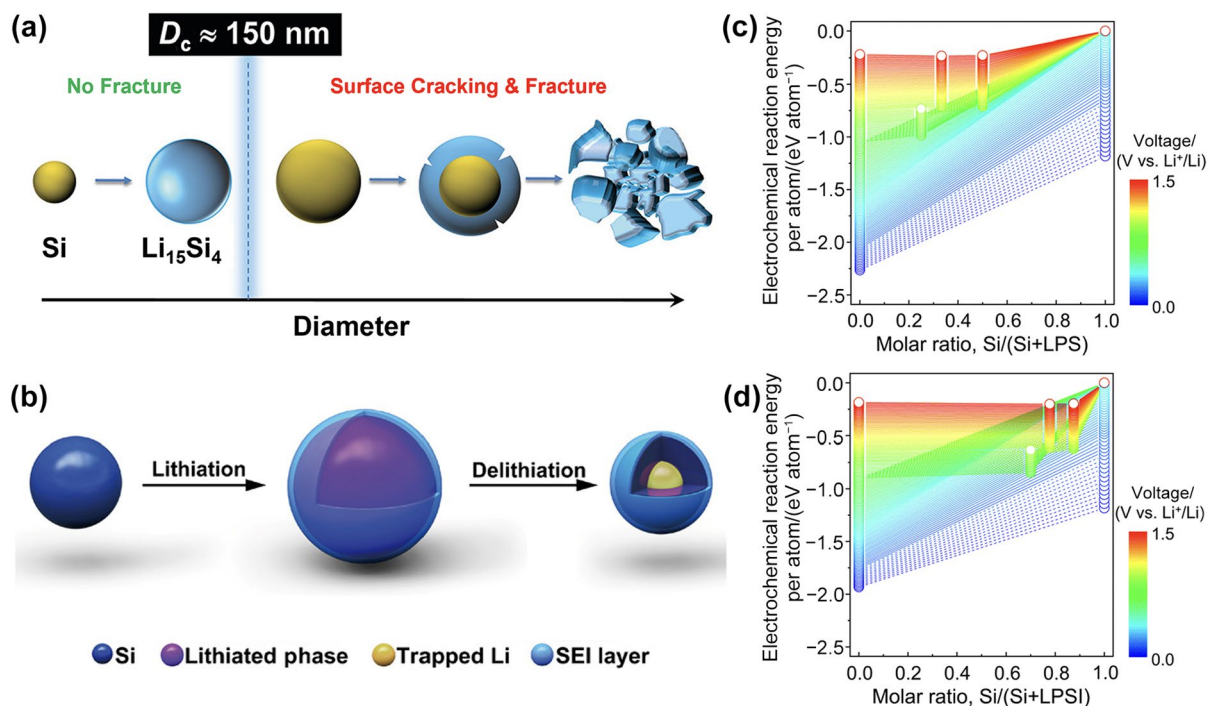 (a)
D_c ≈ 150 nm
No Fracture
Surface Cracking & Fracture
Si
Li₁₅Si₄
Diameter
(b)
Lithiation
Delithiation
Si
Lithiated phase
Trapped Li
SEI layer
(c)
Electrochemical reaction energy
per atom/(eV atom⁻¹)
0.0
−0.5
−1.0
−1.5
−2.0
−2.5
0.0 0.2 0.4 0.6 0.8 1.0
Molar ratio, Si/(Si+LPS)
Voltage/
(V vs. Li⁺/Li)
1.5
0.0
(d)
Electrochemical reaction energy
per atom/(eV atom⁻¹)
0.0
−0.5
−1.0
−1.5
−2.0
−2.5
0.0 0.2 0.4 0.6 0.8 1.0
Molar ratio, Si/(Si+LPSI)
Voltage/
(V vs. Li⁺/Li)
1.5
0.0